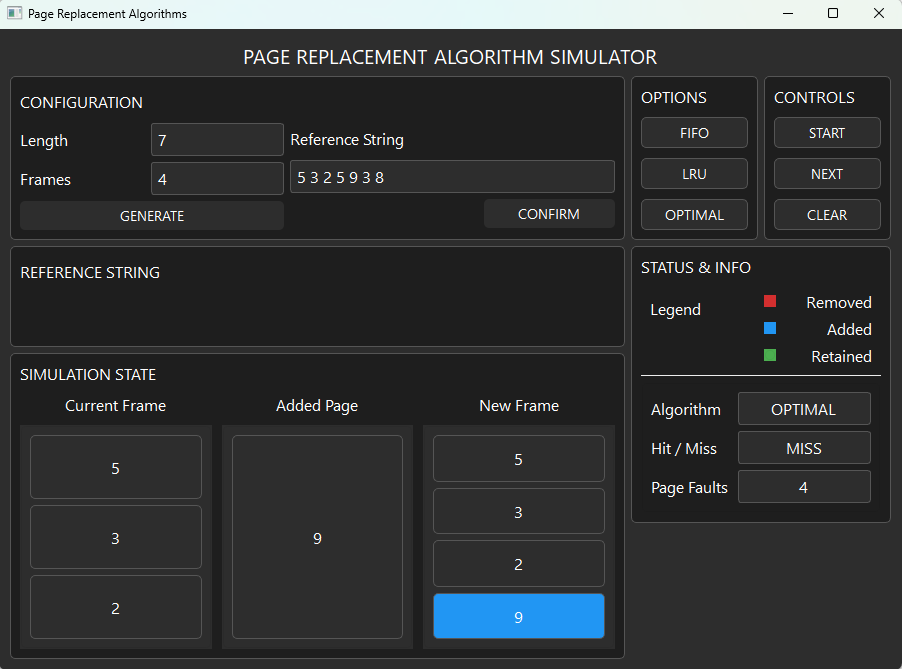 Page Replacement Algorithms
PAGE REPLACEMENT ALGORITHM SIMULATOR
CONFIGURATION
Length 7 Reference String
Frames 4 5 3 2 5 9 3 8
GENERATE CONFIRM
OPTIONS
FIFO
LRU
OPTIMAL
CONTROLS
START
NEXT
CLEAR
REFERENCE STRING
SIMULATION STATE
Current Frame
5
3
2
Added Page
9
New Frame
5
3
2
9
STATUS & INFO
Legend
Removed
Added
Retained
Algorithm OPTIMAL
Hit / Miss MISS
Page Faults 4